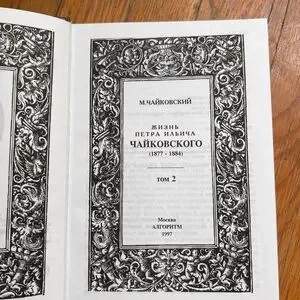 М.ЧАЙКОВСКИЙ
ЖИЗНЬ
ПЕТРА ИЛЬИЧА
ЧАЙКОВСКОГО
(1877 - 1884)
ТОМ 2
Москва
АЛГОРИТМ
1997